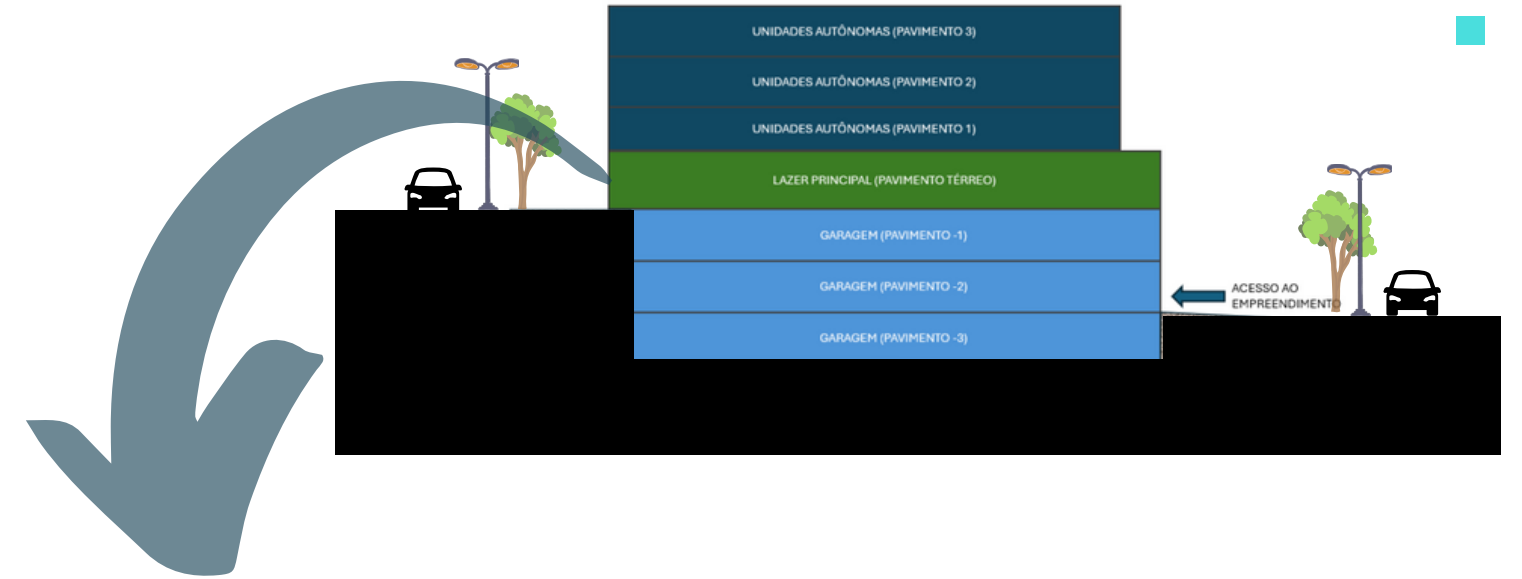 UNIDADES AUTÔNOMAS (PAVIMENTO 3)
UNIDADES AUTÔNOMAS (PAVIMENTO 2)
UNIDADES AUTÔNOMAS (PAVIMENTO 1)
LAZER PRINCIPAL (PAVIMENTO TÉRREO)
GARAGEM (PAVIMENTO -1)
GARAGEM (PAVIMENTO -2)
ACESSO AO
EMPREENDIMENTO
GARAGEM (PAVIMENTO -3)